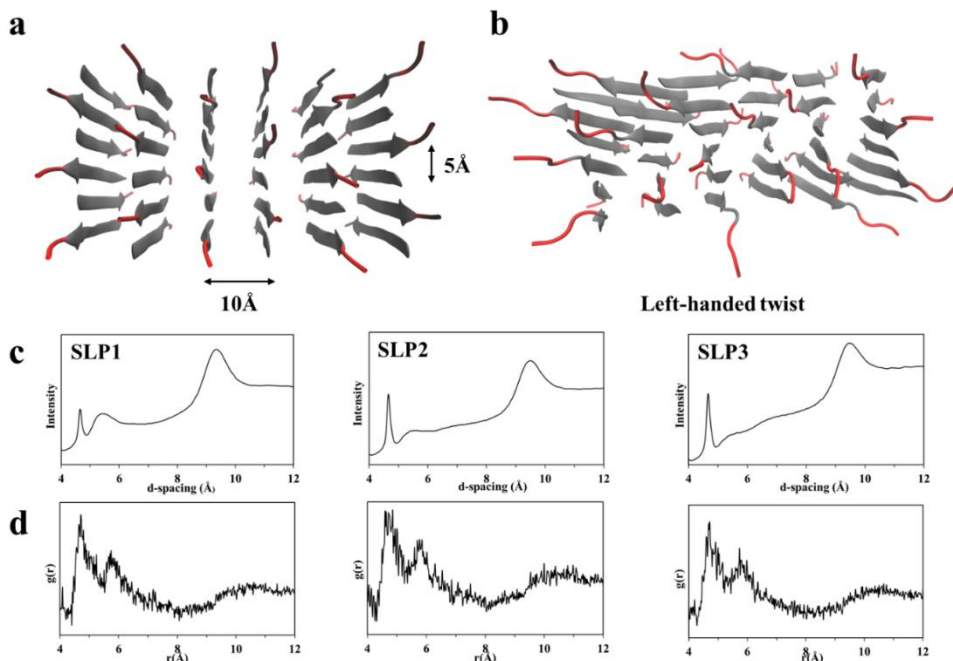 a
b
5Å
10Å
Left-handed twist
c
SLP1
SLP2
SLP3
Intensity
Intensity
Intensity
4 6 8 10 12
4 6 8 10 12
4 6 8 10 12
d-spacing (Å)
d-spacing (Å)
d-spacing (Å)
d
g(r)
g(r)
g(r)
4 6 8 10 12
4 6 8 10 12
4 6 8 10 12
r(Å)
r(Å)
r(Å)